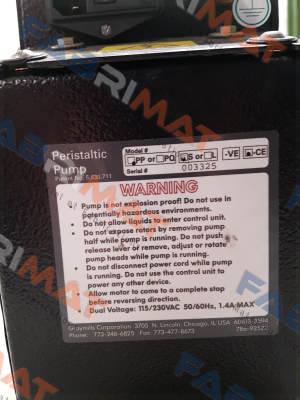 FABRIMAT
Peristaltic
Pump
Model #
PP or PQ S or L -VE -CE
Serial #
003325
WARNING
• Pump is not explosion proof! Do not use in
potentially hazardous environments.
• Do not allow liquids to enter control unit.
• Do not expose rotors by removing pump
half while pump is running. Do not push
release lever or remove, adjust or rotate
pump heads while pump is running.
• Do not disconnect power cord while pump
is running. Do not use the control unit to
power any other device.
• Allow motor to come to a complete stop
before reversing direction.
Dual Voltage: 115/230VAC 50/60Hz, 1.4A MAX
Graymills Corporation 3705 N. Lincoln, Chicago, IL USA 60613-3594
Phone: 773-248-6825 Fax: 773-477-8673